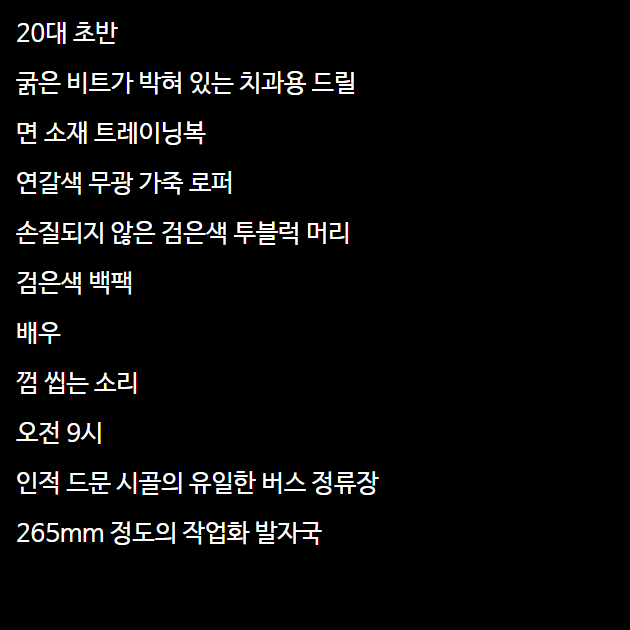 20대 초반
굵은 비트가 박혀 있는 치과용 드릴
면 소재 트레이닝복
연갈색 무광 가죽 로퍼
손질되지 않은 검은색 투블럭 머리
검은색 백팩
배우
껌 씹는 소리
오전 9시
인적 드문 시골의 유일한 버스 정류장
265mm 정도의 작업화 발자국